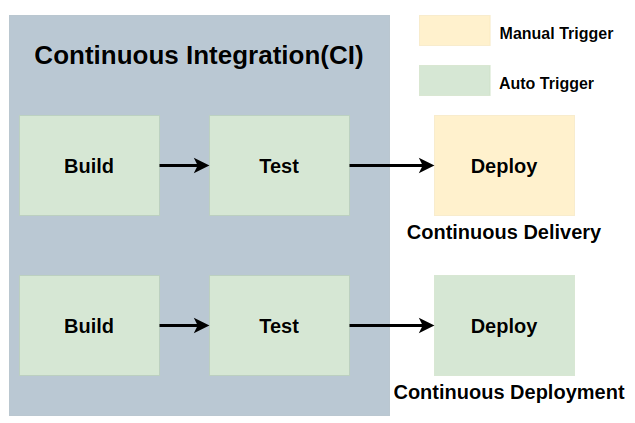 Continuous Integration(CI)
Manual Trigger
Auto Trigger
Build
Test
Deploy
Continuous Delivery
Build
Test
Deploy
Continuous Deployment